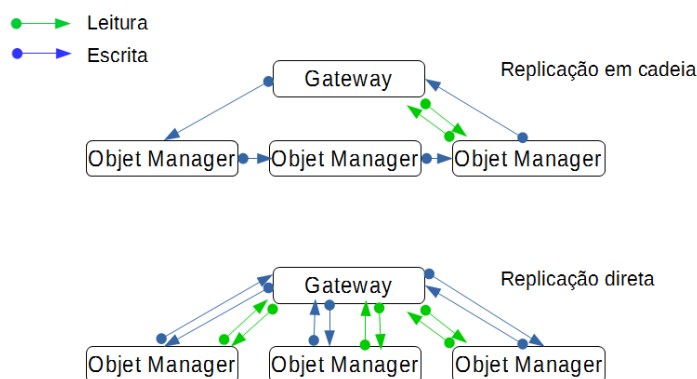 Leitura
Escrita
Gateway
Replicação em cadeia
Objet Manager
Objet Manager
Objet Manager
Gateway
Replicação direta
Objet Manager
Objet Manager
Objet Manager